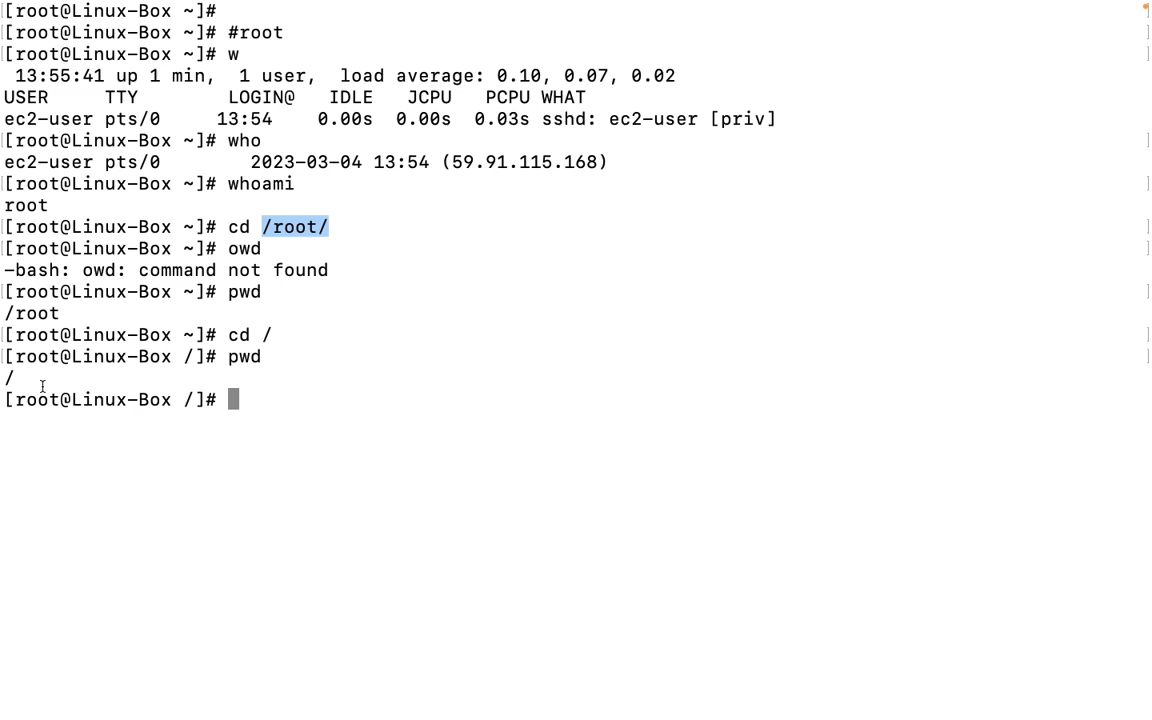 [root@Linux-Box ~]#
[root@Linux-Box ~]# #root
[root@Linux-Box ~]# w
 13:55:41 up 1 min,  1 user,  load average: 0.10, 0.07, 0.02
USER     TTY        LOGIN@   IDLE   JCPU   PCPU WHAT
ec2-user pts/0     13:54    0.00s  0.00s  0.03s sshd: ec2-user [priv]
[root@Linux-Box ~]# who
ec2-user pts/0        2023-03-04 13:54 (59.91.115.168)
[root@Linux-Box ~]# whoami
root
[root@Linux-Box ~]# cd /root/
[root@Linux-Box ~]# owd
-bash: owd: command not found
[root@Linux-Box ~]# pwd
/root
[root@Linux-Box ~]# cd /
[root@Linux-Box /]# pwd
/
[root@Linux-Box /]#